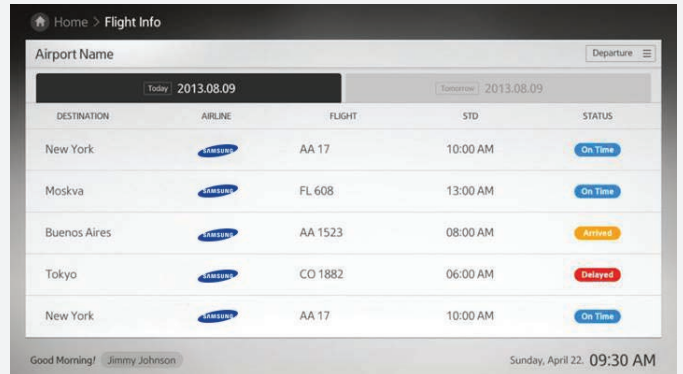 Home > Flight Info
Airport Name
Departure
Today 2013.08.09
Tomorrow 2013.08.09
DESTINATION AIRLINE FLIGHT STD STATUS
New York SAMSUNG AA 17 10:00 AM On Time
Moskva SAMSUNG FL 608 13:00 AM On Time
Buenos Aires SAMSUNG AA 1523 08:00 AM Arrived
Tokyo SAMSUNG CO 1882 06:00 AM Delayed
New York SAMSUNG AA 17 10:00 AM On Time
Good Morning! Jimmy Johnson
Sunday, April 22. 09:30 AM